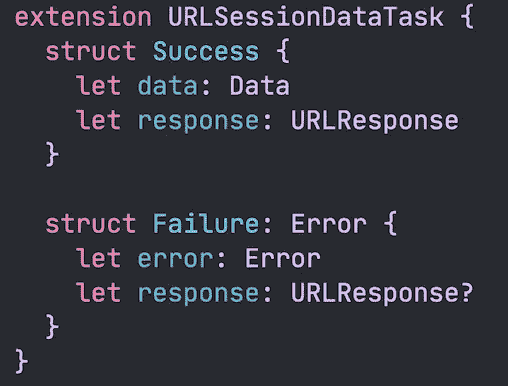 extension URLSessionDataTask {
  struct Success {
    let data: Data
    let response: URLResponse
  }

  struct Failure: Error {
    let error: Error
    let response: URLResponse?
  }
}